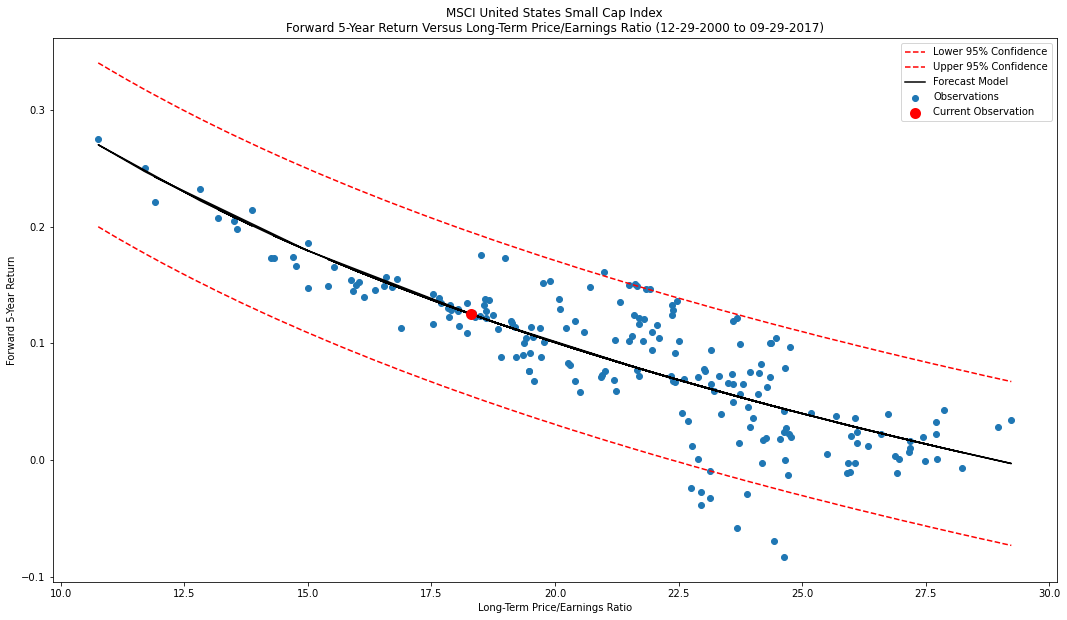 MSCI United States Small Cap Index
Forward 5-Year Return Versus Long-Term Price/Earnings Ratio (12-29-2000 to 09-29-2017)
Lower 95% Confidence
Upper 95% Confidence
Forecast Model
Observations
Current Observation
Forward 5-Year Return
0.3
0.2
0.1
0.0
−0.1
10.0 12.5 15.0 17.5 20.0 22.5 25.0 27.5 30.0
Long-Term Price/Earnings Ratio